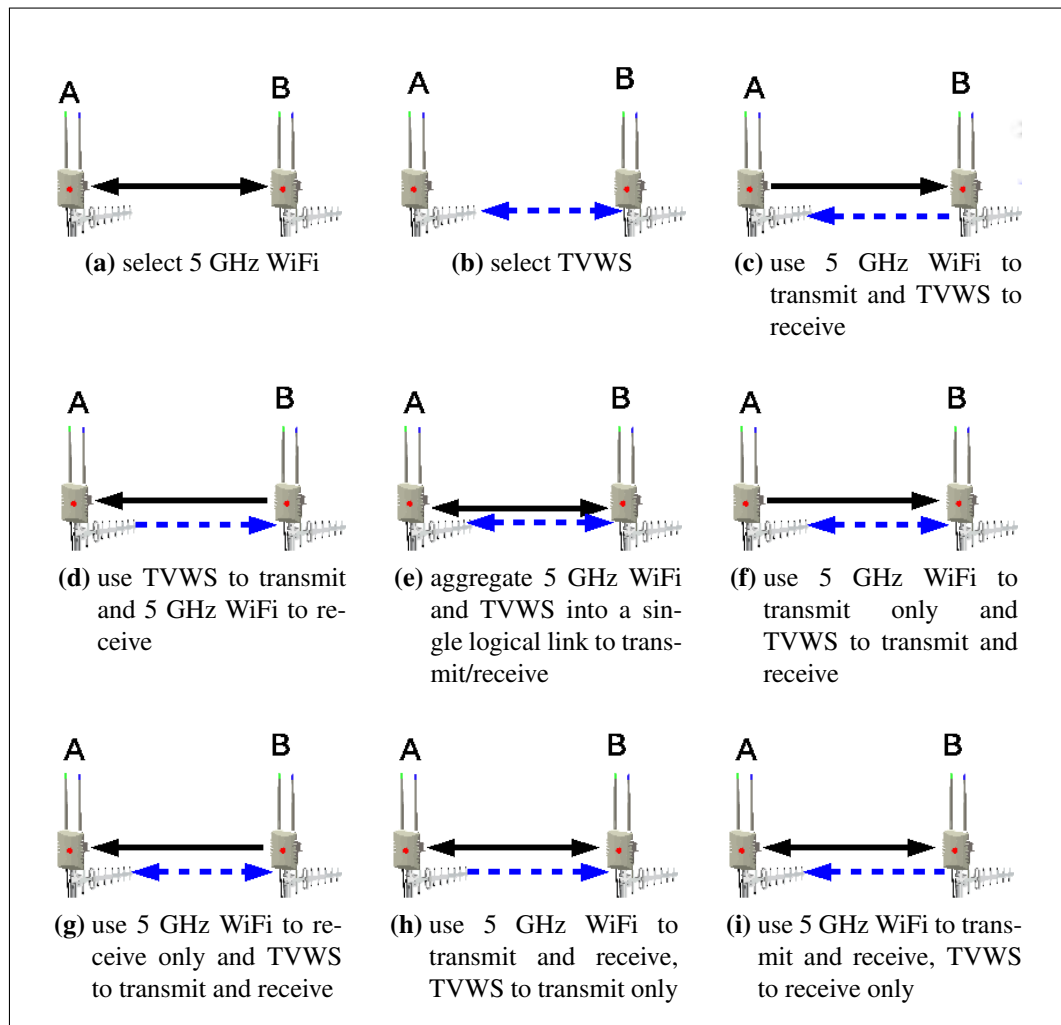 A B
A B
A B
(a) select 5 GHz WiFi
(b) select TVWS
(c) use 5 GHz WiFi to
transmit and TVWS to
receive
A B
A B
A B
(d) use TVWS to transmit
and 5 GHz WiFi to re-
ceive
(e) aggregate 5 GHz WiFi
and TVWS into a sin-
gle logical link to trans-
mit/receive
(f) use 5 GHz WiFi to
transmit only and
TVWS to transmit and
receive
A B
A B
A B
(g) use 5 GHz WiFi to re-
ceive only and TVWS
to transmit and receive
(h) use 5 GHz WiFi to
transmit and receive,
TVWS to transmit only
(i) use 5 GHz WiFi to trans-
mit and receive, TVWS
to receive only